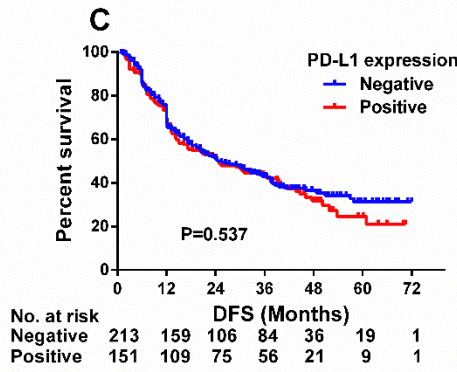 C
PD-L1 expression
Negative
Positive
Percent survival
100
80
60
40
20
0
P=0.537
0 12 24 36 48 60 72
DFS (Months)
No. at risk
Negative 213 159 106 84 36 19 1
Positive 151 109 75 56 21 9 1